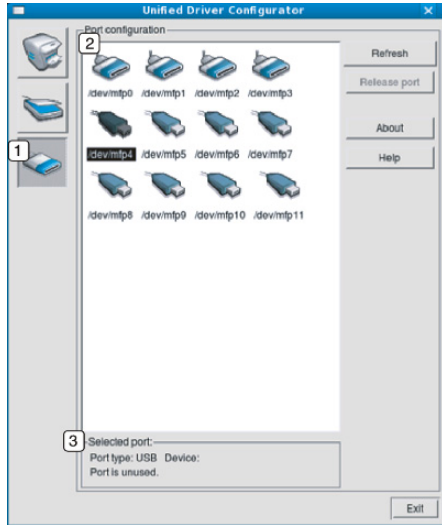 Unified Driver Configurator
Port configuration
2
/dev/mfp0 /dev/mfp1 /dev/mfp2 /dev/mfp3
/dev/mfp4 /dev/mfp5 /dev/mfp6 /dev/mfp7
/dev/mfp8 /dev/mfp9 /dev/mfp10 /dev/mfp11
Refresh
Release port
About
Help
1
3
Selected port:
Port type: USB Device:
Port is unused.
Exit